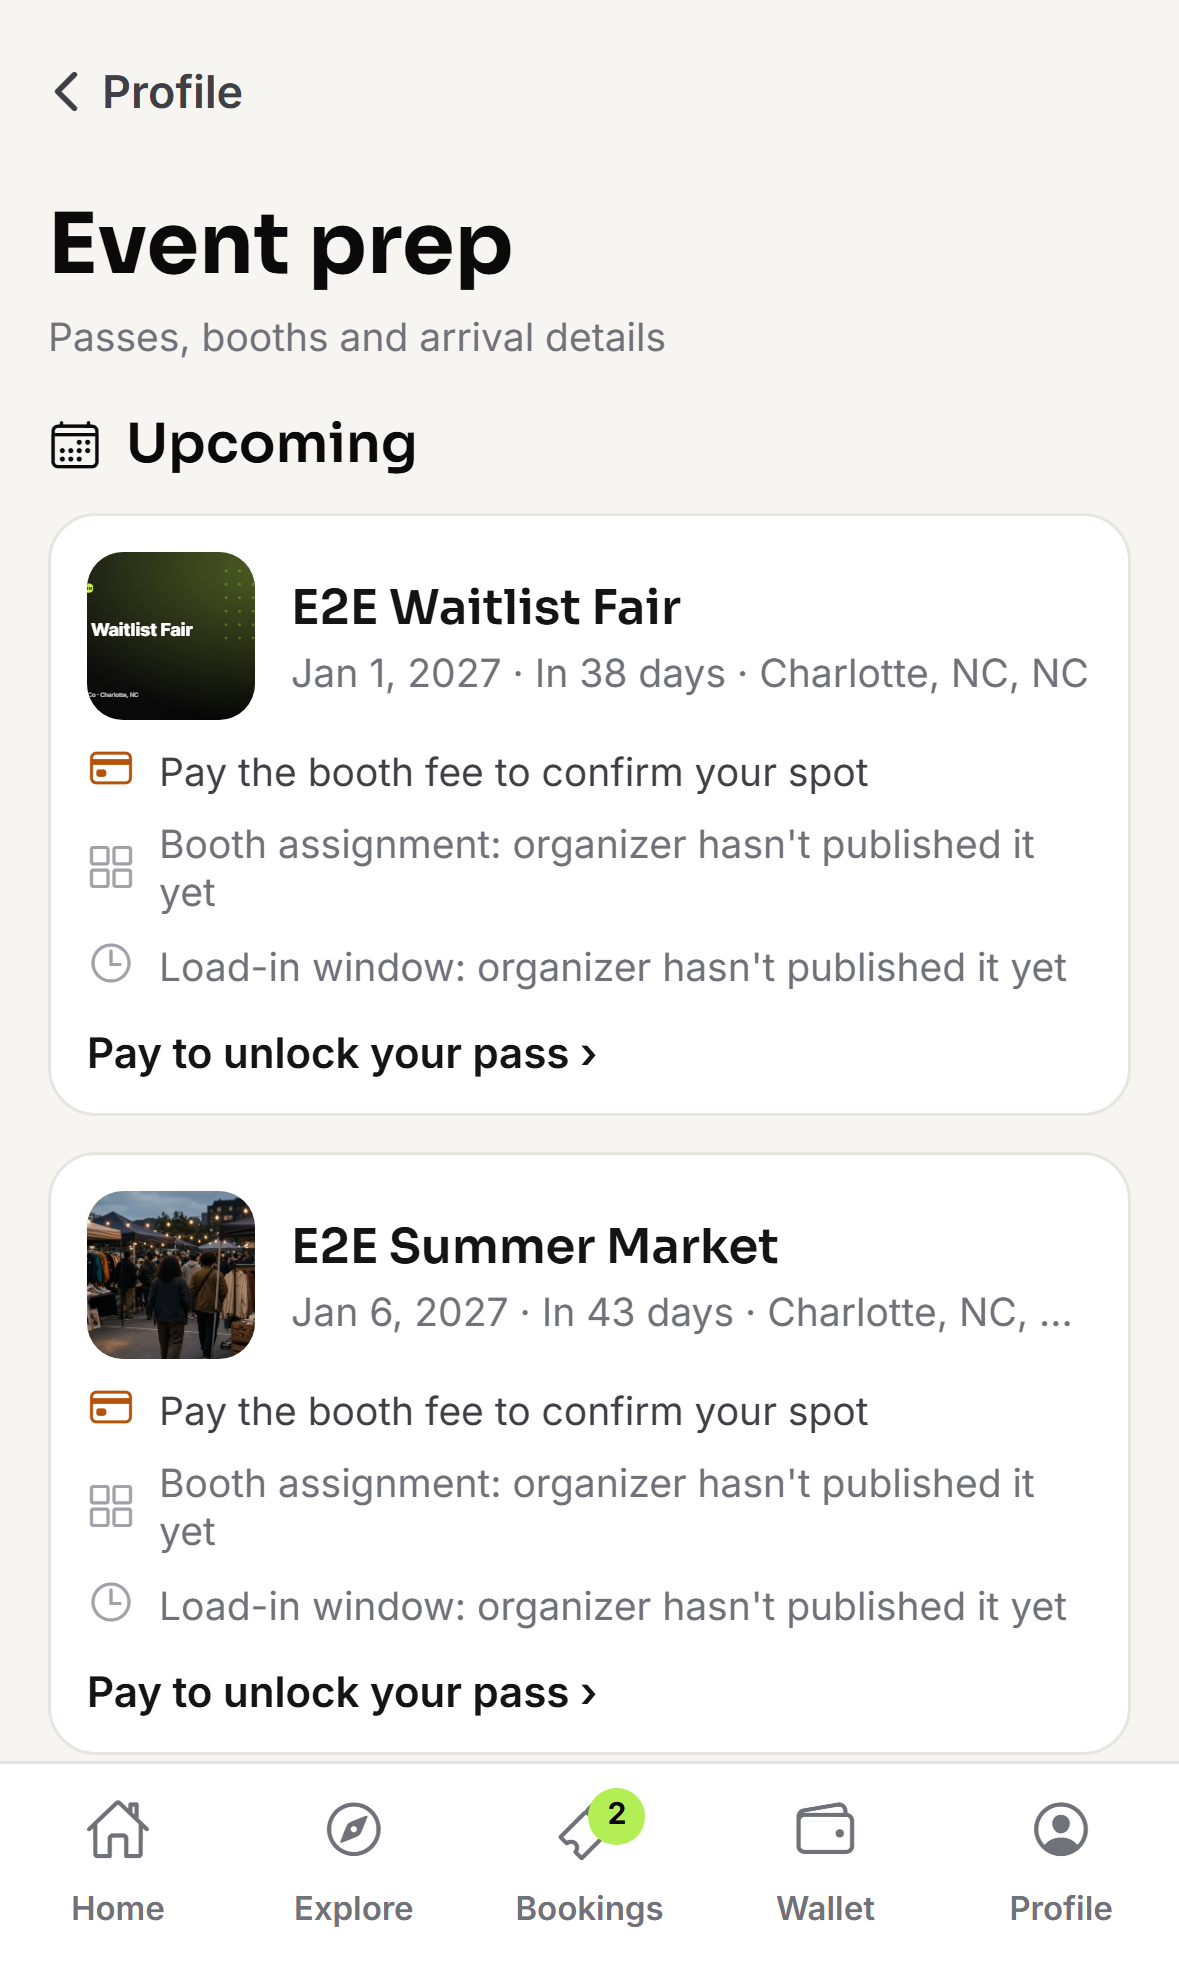 Profile
Event prep
Passes, booths and arrival details
Upcoming
Waitlist Fair
Co · Charlotte, NC
E2E Waitlist Fair
Jan 1, 2027 · In 38 days · Charlotte, NC, NC
Pay the booth fee to confirm your spot
Booth assignment: organizer hasn't published it
yet
Load-in window: organizer hasn't published it yet
Pay to unlock your pass ›
E2E Summer Market
Jan 6, 2027 · In 43 days · Charlotte, NC, ...
Pay the booth fee to confirm your spot
Booth assignment: organizer hasn't published it
yet
Load-in window: organizer hasn't published it yet
Pay to unlock your pass ›
2
Home
Explore
Bookings
Wallet
Profile